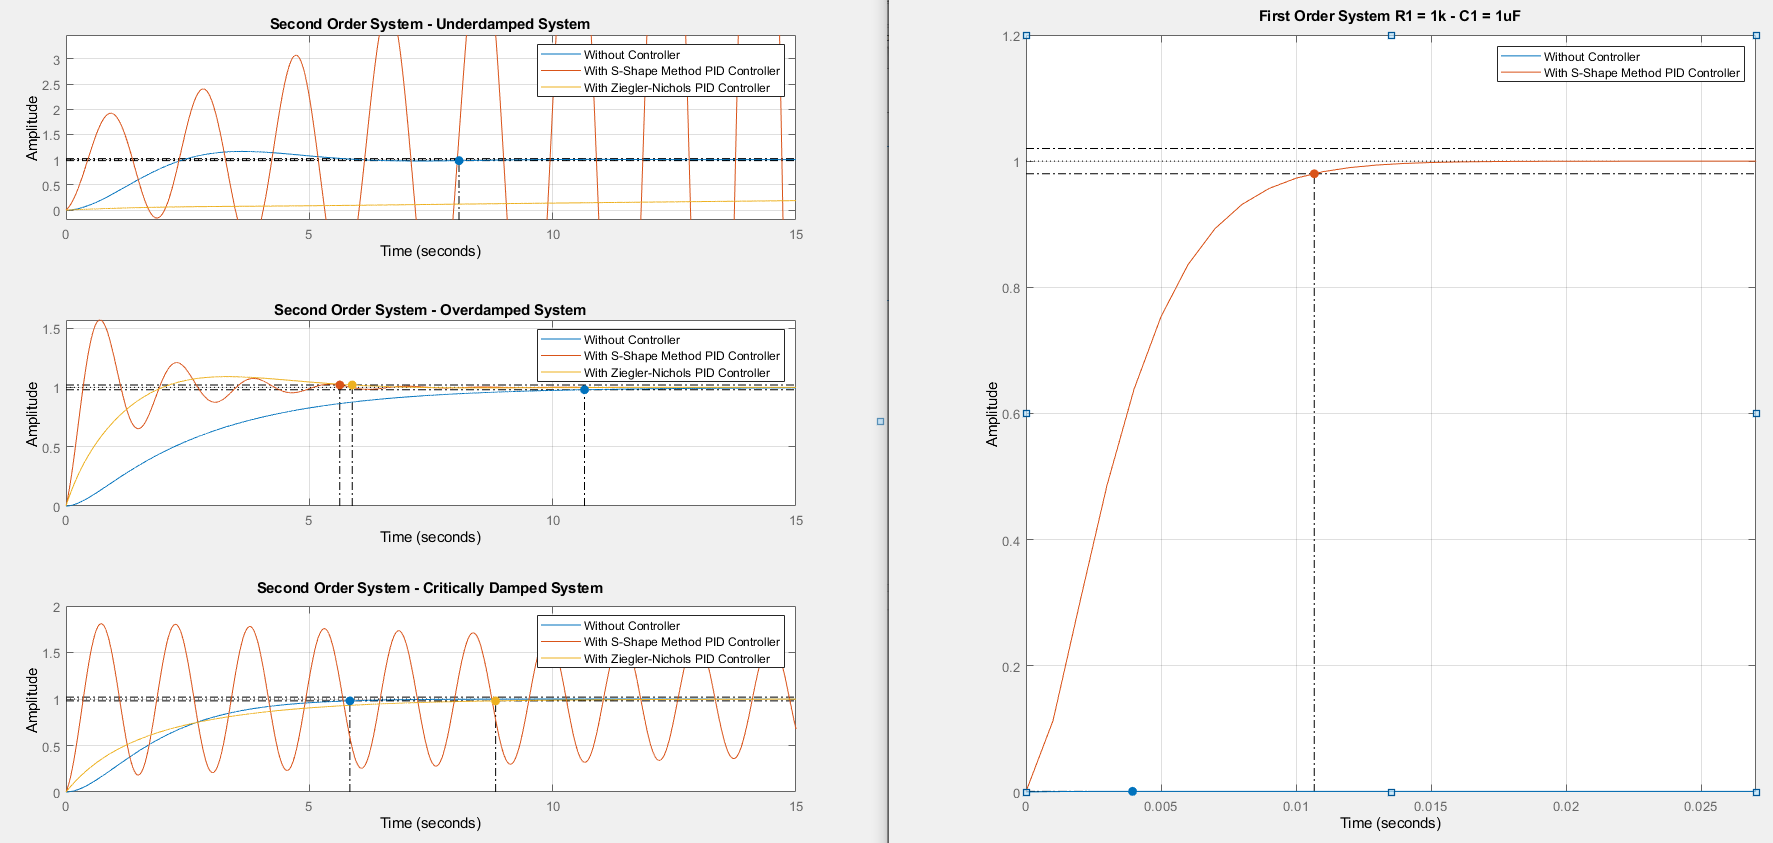 Second Order System - Underdamped System
Without Controller
With S-Shape Method PID Controller
With Ziegler-Nichols PID Controller
3
2.5
2
1.5
1
0.5
0
Amplitude
0 5 10 15
Time (seconds)
Second Order System - Overdamped System
Without Controller
With S-Shape Method PID Controller
With Ziegler-Nichols PID Controller
1.5
1
0.5
0
Amplitude
0 5 10 15
Time (seconds)
Second Order System - Critically Damped System
Without Controller
With S-Shape Method PID Controller
With Ziegler-Nichols PID Controller
2
1.5
1
0.5
0
Amplitude
0 5 10 15
Time (seconds)
First Order System R1 = 1k - C1 = 1uF
Without Controller
With S-Shape Method PID Controller
1.2
1
0.8
0.6
0.4
0.2
0
Amplitude
0 0.005 0.01 0.015 0.02 0.025
Time (seconds)